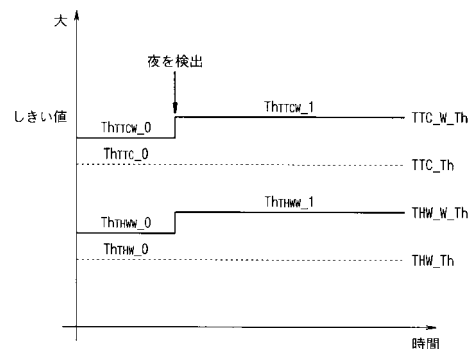 大
夜を検出
しきい値
ThTTCW_0
ThTTCW_1
TTC_W_Th
ThTTC_0
TTC_Th
ThTHWW_0
ThTHWW_1
THW_W_Th
ThTHW_0
THW_Th
時間